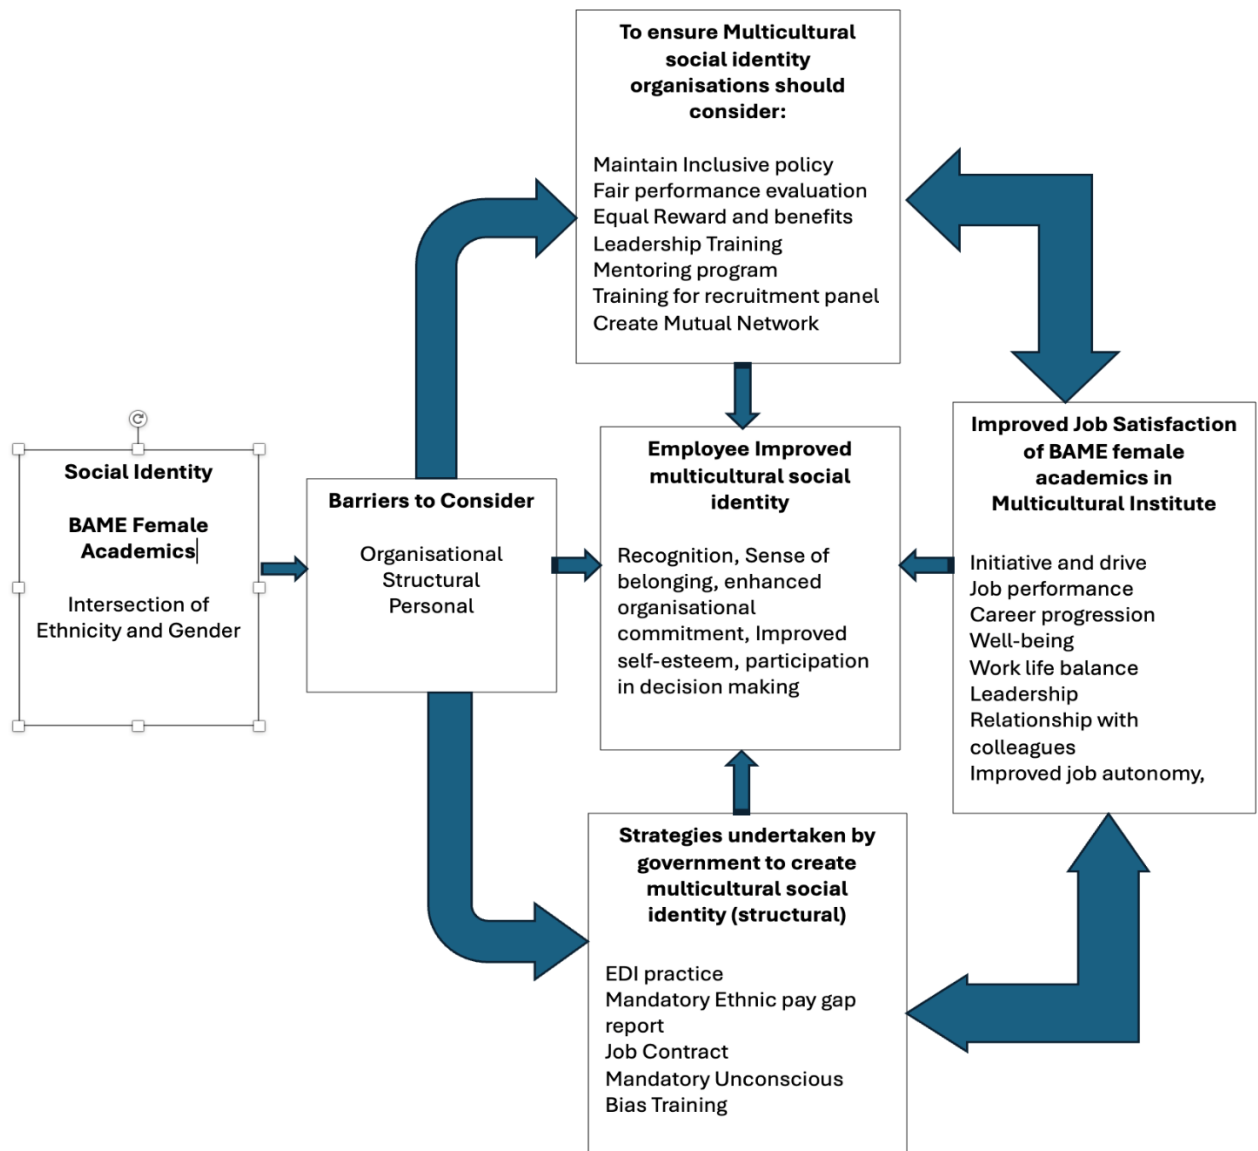 To ensure Multicultural
social identity
organisations should
consider:
Maintain Inclusive policy
Fair performance evaluation
Equal Reward and benefits
Leadership Training
Mentoring program
Training for recruitment panel
Create Mutual Network
Social Identity
BAME Female
Academics
Intersection of
Ethnicity and Gender
Barriers to Consider
Organisational
Structural
Personal
Employee Improved
multicultural social
identity
Recognition, Sense of
belonging, enhanced
organisational
commitment, Improved
self-esteem, participation
in decision making
Improved Job Satisfaction
of BAME female
academics in
Multicultural Institute
Initiative and drive
Job performance
Career progression
Well-being
Work life balance
Leadership
Relationship with
colleagues
Improved job autonomy,
Strategies undertaken by
government to create
multicultural social
identity (structural)
EDI practice
Mandatory Ethnic pay gap
report
Job Contract
Mandatory Unconscious
Bias Training